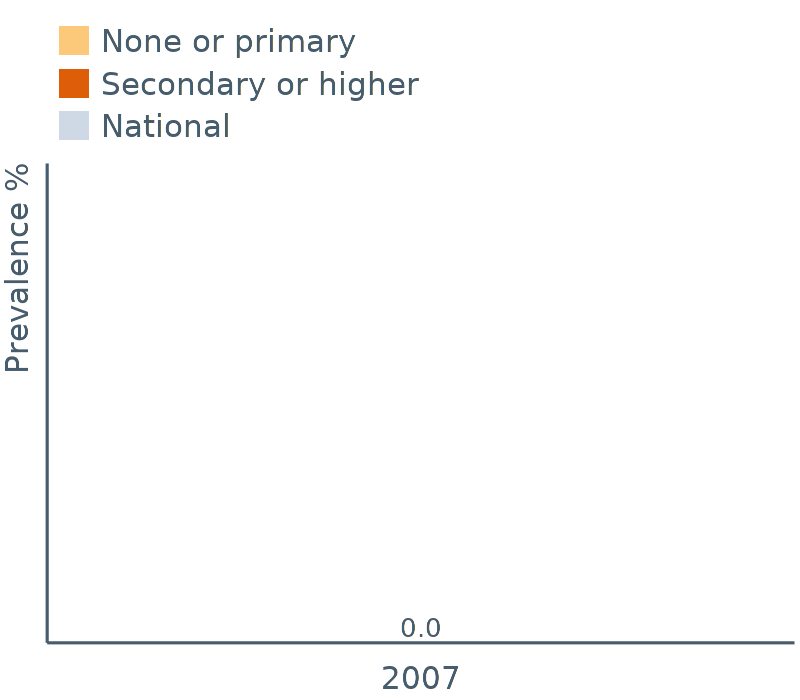 None or primary
Secondary or higher
National
Prevalence %
0.0
2007